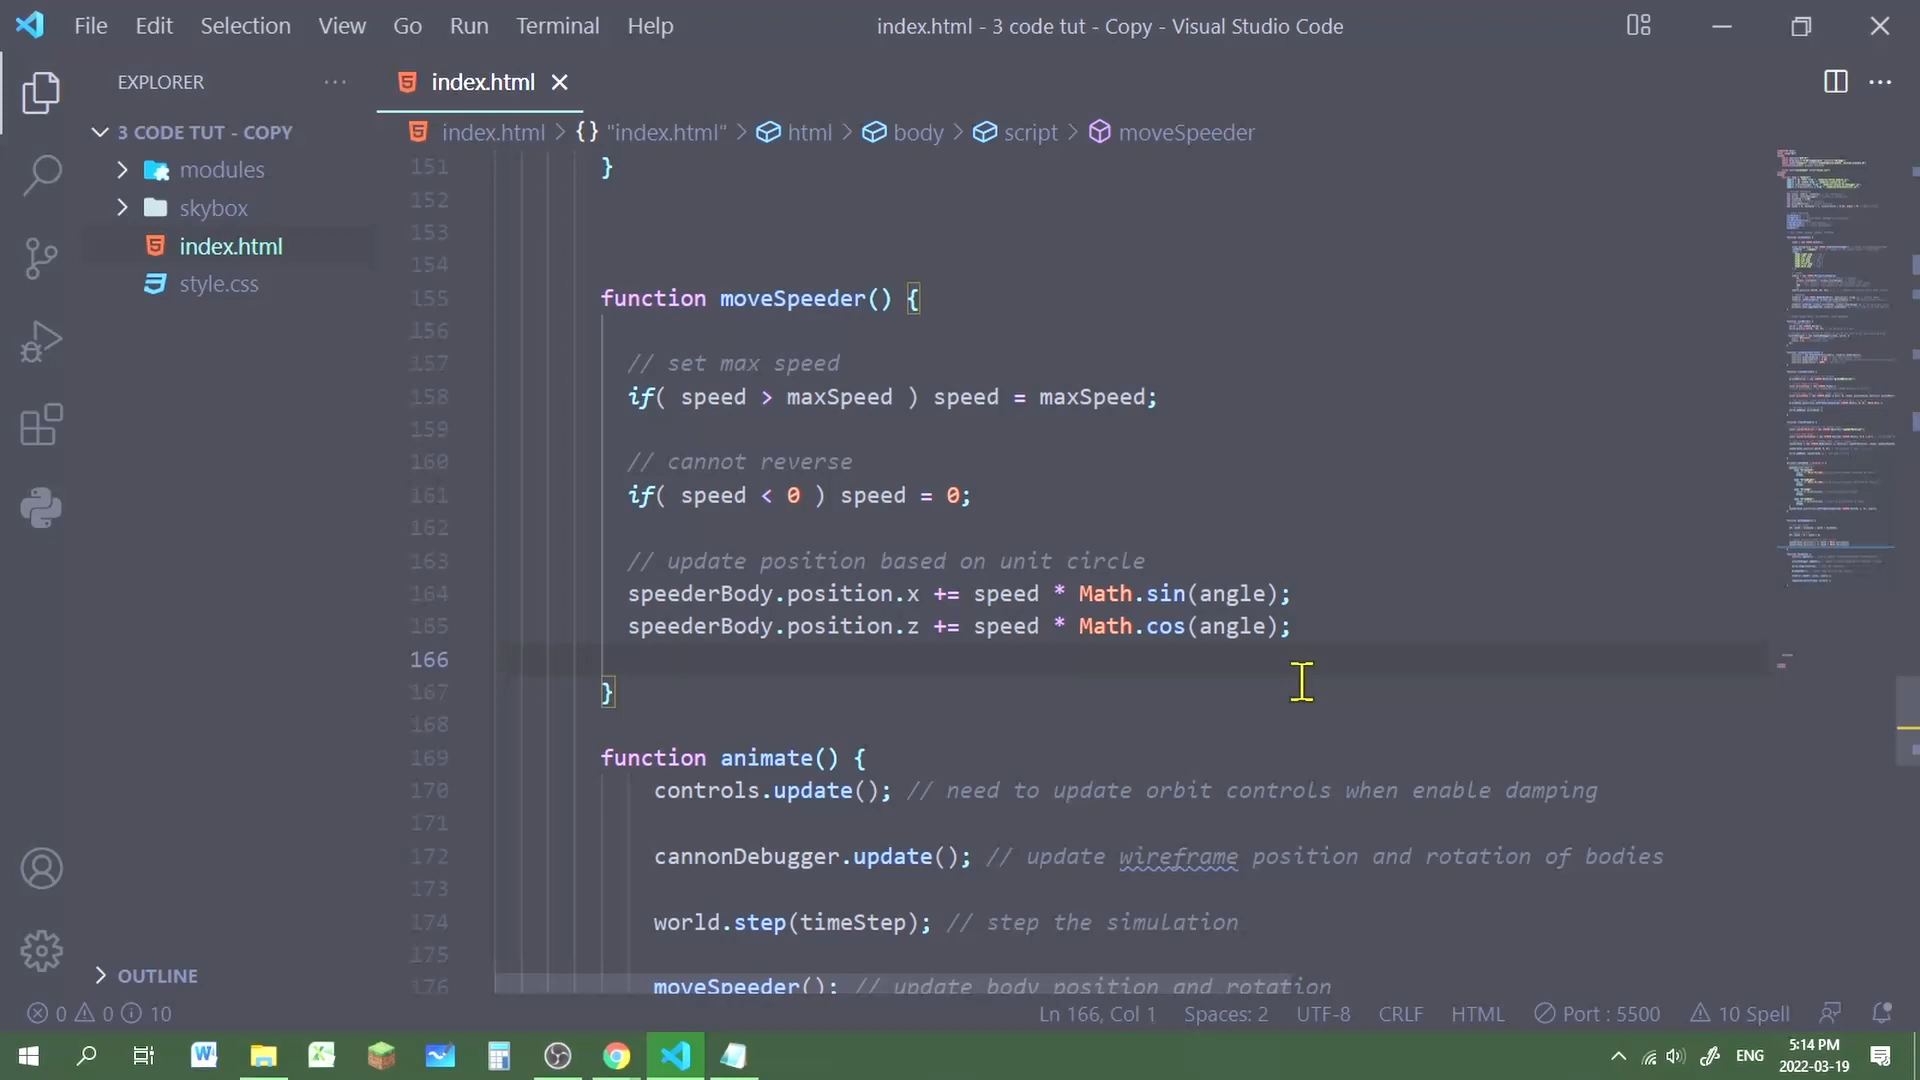 File Edit Selection View Go Run Terminal Help
index.html - 3 code tut - Copy - Visual Studio Code
EXPLORER
3 CODE TUT - COPY
modules
skybox
index.html
style.css
OUTLINE
index.html
index.html > {} "index.html" > html > body > script > moveSpeeder
151 }
152
153
154
155 function moveSpeeder() {
156
157 // set max speed
158 if( speed > maxSpeed ) speed = maxSpeed;
159
160 // cannot reverse
161 if( speed < 0 ) speed = 0;
162
163 // update position based on unit circle
164 speederBody.position.x += speed * Math.sin(angle);
165 speederBody.position.z += speed * Math.cos(angle);
166
167 }
168
169 function animate() {
170 controls.update(); // need to update orbit controls when enable damping
171
172 cannonDebugger.update(); // update wireframe position and rotation of bodies
173
174 world.step(timeStep); // step the simulation
175
176 moveSpeeder(); // update body position and rotation
0 0 10
Ln 166, Col 1 Spaces: 2 UTF-8 CRLF HTML Port : 5500 10 Spell
ENG
5:14 PM
2022-03-19